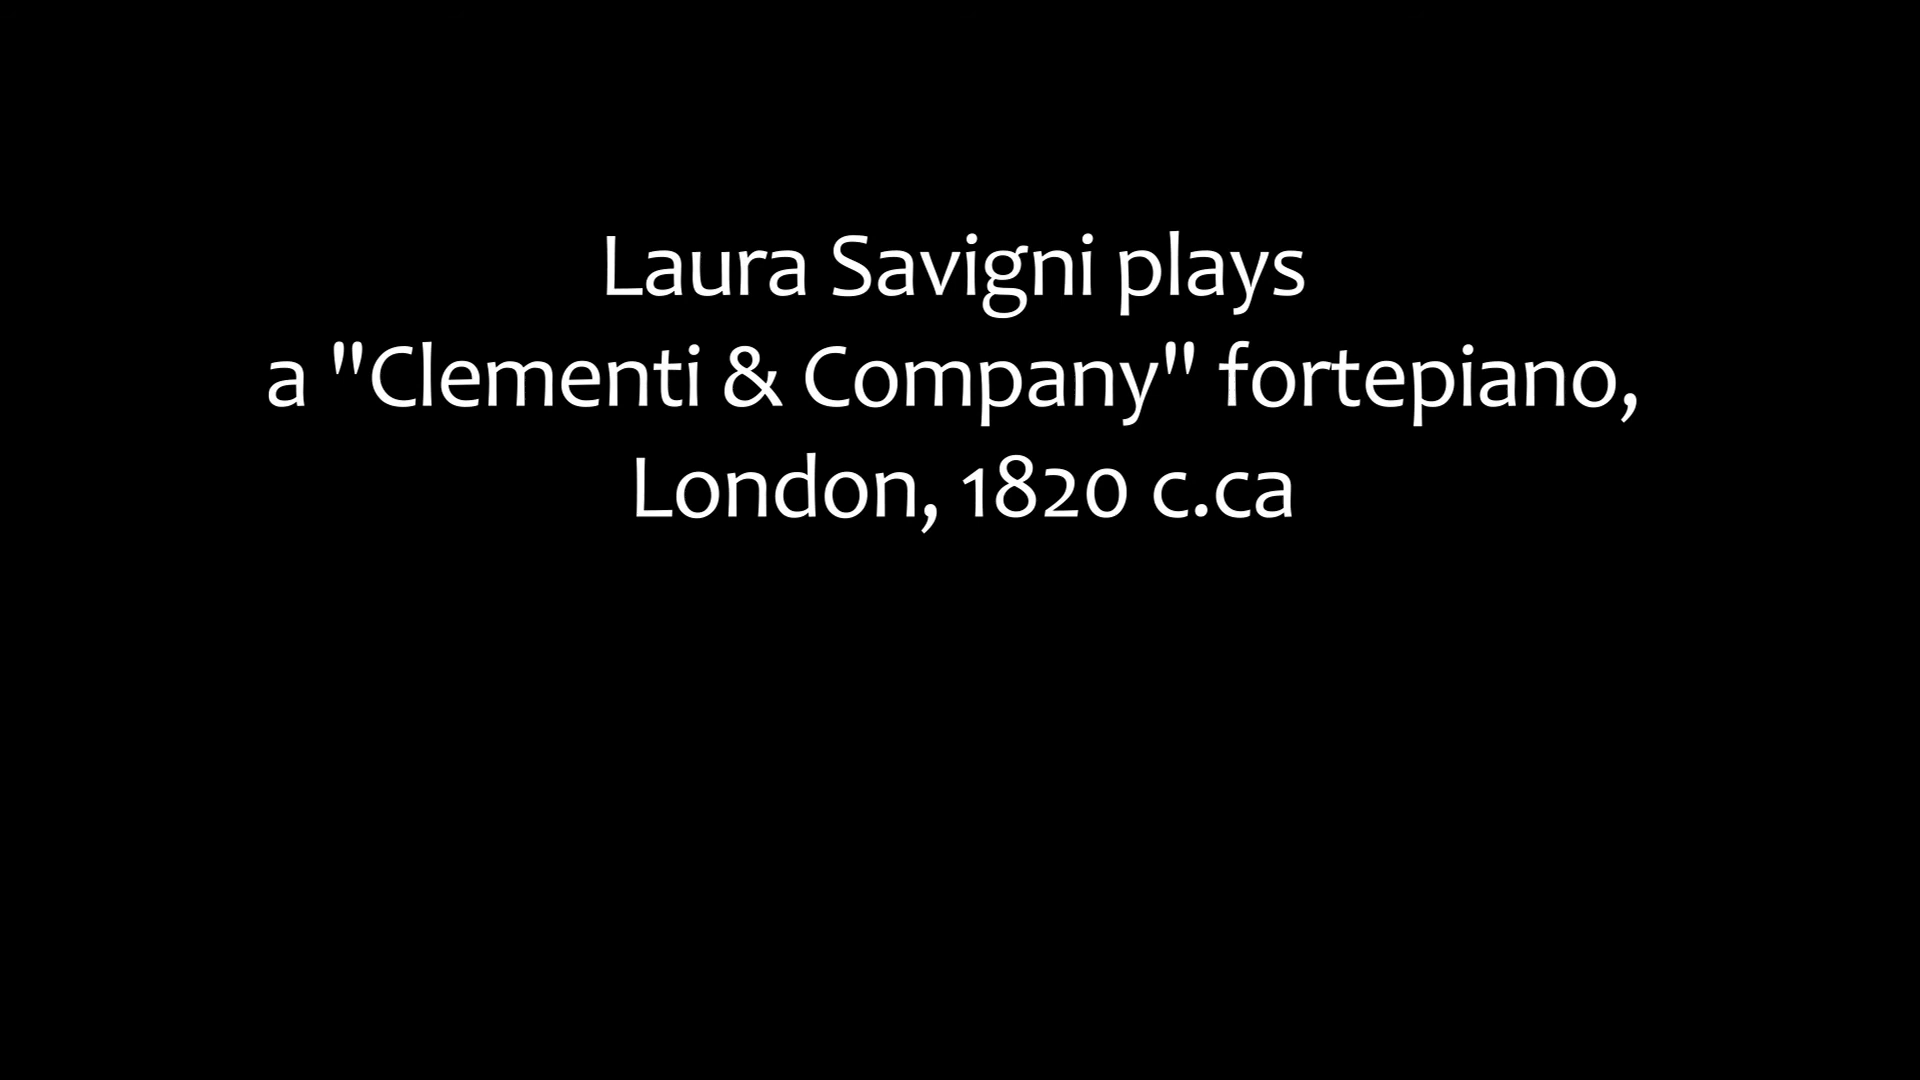 Laura Savigni plays
a "Clementi & Company" fortepiano,
London, 1820 c.ca